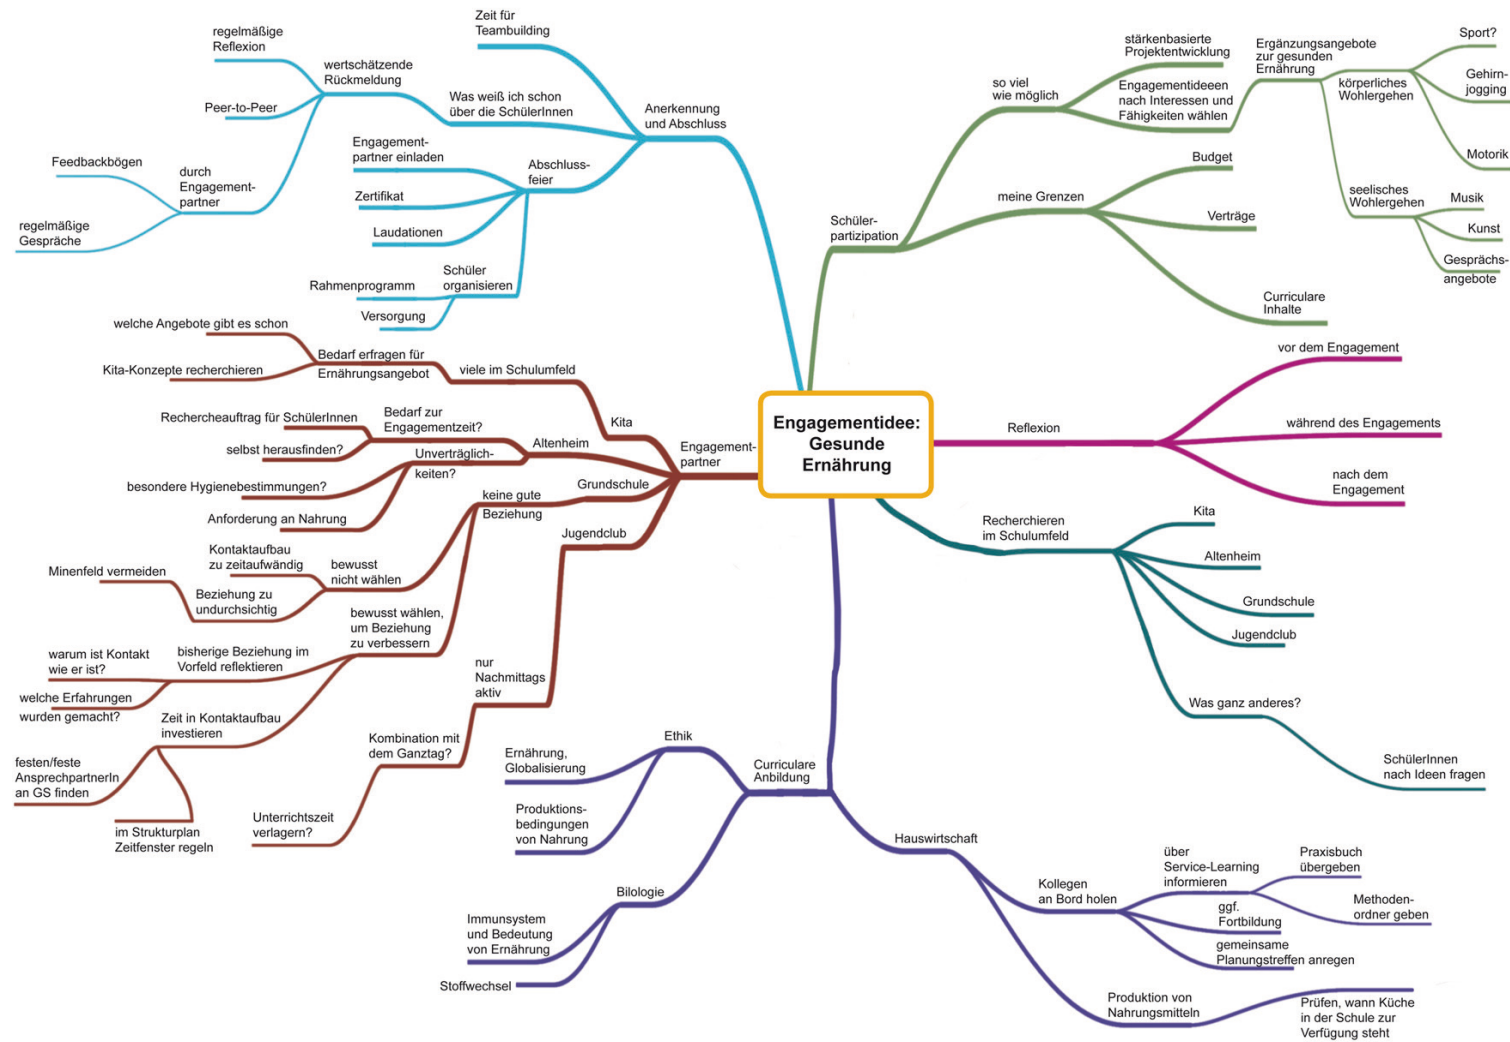 Engagementidee:
Gesunde
Ernährung
Anerkennung
und Abschluss
Zeit für
Teambuilding
Was weiß ich schon
über die SchülerInnen
wertschätzende
Rückmeldung
regelmäßige
Reflexion
Peer-to-Peer
durch
Engagement-
partner
Feedbackbögen
regelmäßige
Gespräche
Abschluss-
feier
Engagement-
partner einladen
Zertifikat
Laudationen
Schüler
organisieren
Rahmenprogramm
Versorgung
Schüler-
partizipation
so viel
wie möglich
stärkenbasierte
Projektentwicklung
Engagementideeen
nach Interessen und
Fähigkeiten wählen
Ergänzungsangebote
zur gesunden
Ernährung
körperliches
Wohlergehen
Sport?
Gehirn-
jogging
Motorik
seelisches
Wohlergehen
Musik
Kunst
Gesprächs-
angebote
meine Grenzen
Budget
Verträge
Curriculare
Inhalte
Reflexion
vor dem Engagement
während des Engagements
nach dem
Engagement
Recherchieren
im Schulumfeld
Kita
Altenheim
Grundschule
Jugendclub
Was ganz anderes?
SchülerInnen
nach Ideen fragen
Engagement-
partner
Kita
viele im Schulumfeld
Bedarf erfragen für
Ernährungsangebot
welche Angebote gibt es schon
Kita-Konzepte recherchieren
Altenheim
Bedarf zur
Engagementzeit?
Rechercheauftrag für SchülerInnen
selbst herausfinden?
Unverträglich-
keiten?
besondere Hygienebestimmungen?
Anforderung an Nahrung
Grundschule
keine gute
Beziehung
bewusst
nicht wählen
Kontaktaufbau
zu zeitaufwändig
Beziehung zu
undurchsichtig
Minenfeld vermeiden
bewusst wählen,
um Beziehung
zu verbessern
bisherige Beziehung im
Vorfeld reflektieren
warum ist Kontakt
wie er ist?
welche Erfahrungen
wurden gemacht?
Zeit in Kontaktaufbau
investieren
festen/feste
AnsprechpartnerIn
an GS finden
im Strukturplan
Zeitfenster regeln
Jugendclub
nur
Nachmittags
aktiv
Kombination mit
dem Ganztag?
Unterrichtszeit
verlagern?
Curriculare
Anbildung
Ethik
Ernährung,
Globalisierung
Produktions-
bedingungen
von Nahrung
Bilologie
Immunsystem
und Bedeutung
von Ernährung
Stoffwechsel
Hauswirtschaft
Kollegen
an Bord holen
über
Service-Learning
informieren
Praxisbuch
übergeben
Methoden-
ordner geben
ggf.
Fortbildung
gemeinsame
Planungstreffen anregen
Produktion von
Nahrungsmitteln
Prüfen, wann Küche
in der Schule zur
Verfügung steht